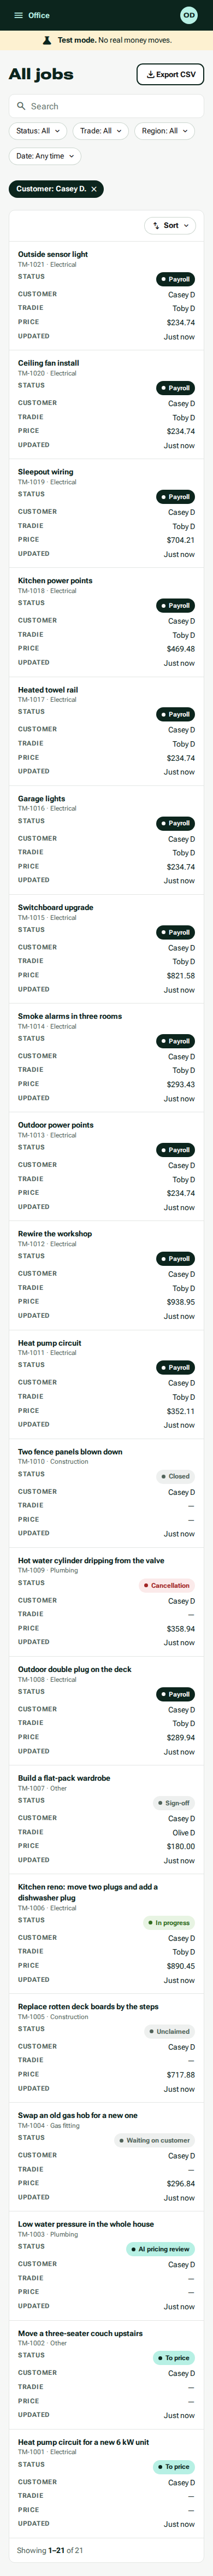 Office
OD
Test mode. No real money moves.
All jobs
Export CSV
Search
Status: All
Trade: All
Region: All
Date: Any time
Customer: Casey D.
Sort
Outside sensor light
TM-1021 · Electrical
STATUS Payroll
CUSTOMER Casey D
TRADIE Toby D
PRICE $234.74
UPDATED Just now
Ceiling fan install
TM-1020 · Electrical
STATUS Payroll
CUSTOMER Casey D
TRADIE Toby D
PRICE $234.74
UPDATED Just now
Sleepout wiring
TM-1019 · Electrical
STATUS Payroll
CUSTOMER Casey D
TRADIE Toby D
PRICE $704.21
UPDATED Just now
Kitchen power points
TM-1018 · Electrical
STATUS Payroll
CUSTOMER Casey D
TRADIE Toby D
PRICE $469.48
UPDATED Just now
Heated towel rail
TM-1017 · Electrical
STATUS Payroll
CUSTOMER Casey D
TRADIE Toby D
PRICE $234.74
UPDATED Just now
Garage lights
TM-1016 · Electrical
STATUS Payroll
CUSTOMER Casey D
TRADIE Toby D
PRICE $234.74
UPDATED Just now
Switchboard upgrade
TM-1015 · Electrical
STATUS Payroll
CUSTOMER Casey D
TRADIE Toby D
PRICE $821.58
UPDATED Just now
Smoke alarms in three rooms
TM-1014 · Electrical
STATUS Payroll
CUSTOMER Casey D
TRADIE Toby D
PRICE $293.43
UPDATED Just now
Outdoor power points
TM-1013 · Electrical
STATUS Payroll
CUSTOMER Casey D
TRADIE Toby D
PRICE $234.74
UPDATED Just now
Rewire the workshop
TM-1012 · Electrical
STATUS Payroll
CUSTOMER Casey D
TRADIE Toby D
PRICE $938.95
UPDATED Just now
Heat pump circuit
TM-1011 · Electrical
STATUS Payroll
CUSTOMER Casey D
TRADIE Toby D
PRICE $352.11
UPDATED Just now
Two fence panels blown down
TM-1010 · Construction
STATUS Closed
CUSTOMER Casey D
TRADIE —
PRICE —
UPDATED Just now
Hot water cylinder dripping from the valve
TM-1009 · Plumbing
STATUS Cancellation
CUSTOMER Casey D
TRADIE —
PRICE $358.94
UPDATED Just now
Outdoor double plug on the deck
TM-1008 · Electrical
STATUS Payroll
CUSTOMER Casey D
TRADIE Toby D
PRICE $289.94
UPDATED Just now
Build a flat-pack wardrobe
TM-1007 · Other
STATUS Sign-off
CUSTOMER Casey D
TRADIE Olive D
PRICE $180.00
UPDATED Just now
Kitchen reno: move two plugs and add a
dishwasher plug
TM-1006 · Electrical
STATUS In progress
CUSTOMER Casey D
TRADIE Toby D
PRICE $890.45
UPDATED Just now
Replace rotten deck boards by the steps
TM-1005 · Construction
STATUS Unclaimed
CUSTOMER Casey D
TRADIE —
PRICE $717.88
UPDATED Just now
Swap an old gas hob for a new one
TM-1004 · Gas fitting
STATUS Waiting on customer
CUSTOMER Casey D
TRADIE —
PRICE $296.84
UPDATED Just now
Low water pressure in the whole house
TM-1003 · Plumbing
STATUS AI pricing review
CUSTOMER Casey D
TRADIE —
PRICE —
UPDATED Just now
Move a three-seater couch upstairs
TM-1002 · Other
STATUS To price
CUSTOMER Casey D
TRADIE —
PRICE —
UPDATED Just now
Heat pump circuit for a new 6 kW unit
TM-1001 · Electrical
STATUS To price
CUSTOMER Casey D
TRADIE —
PRICE —
UPDATED Just now
Showing 1–21 of 21